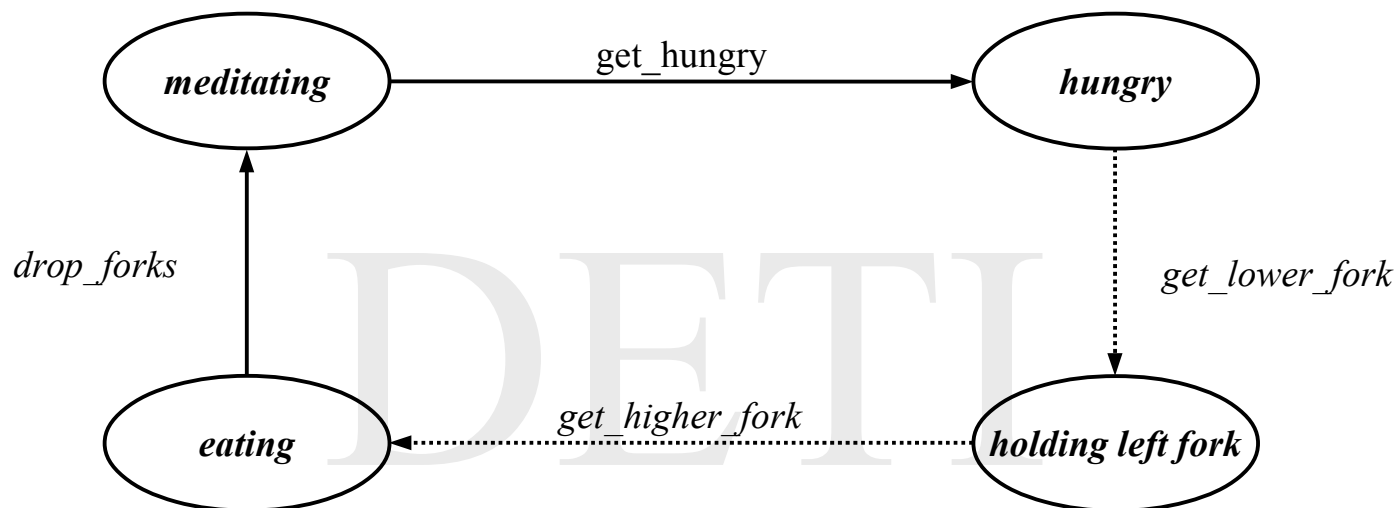 get_hungry
meditating
hungry
drop_forks
get_lower_fork
DETI
get_higher_fork
eating
holding left fork